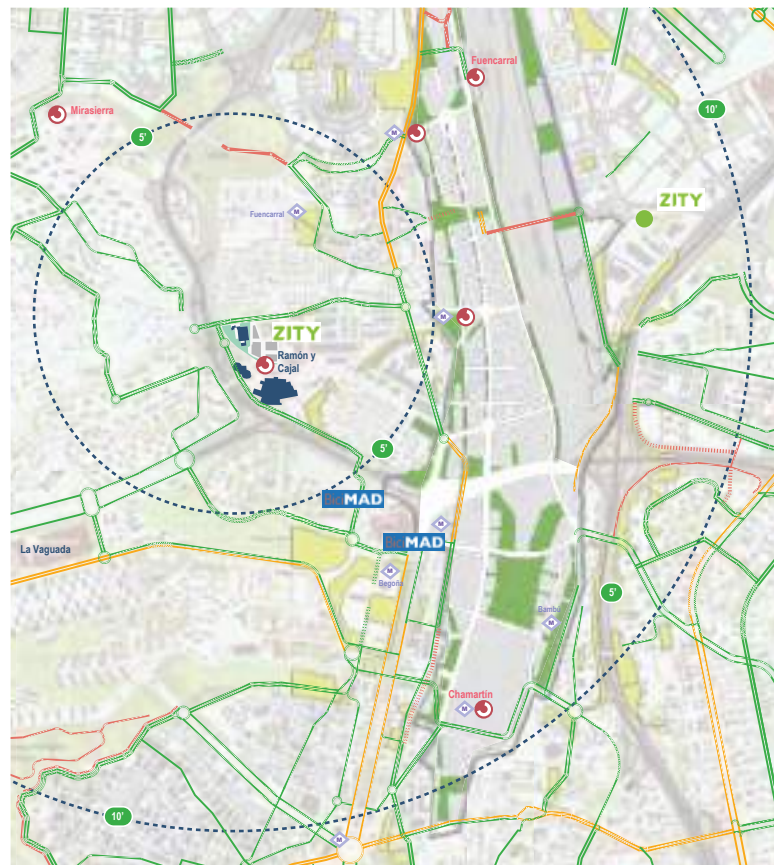 Fuencarral
Mirasierra
10'
5'
M
ZITY
M
Fuencarral
M
ZITY
Ramón y
Cajal
5'
BiciMAD
M
BiciMAD
La Vaguada
M
Begoña
5'
Bambú
M
Chamartín
M
10'
M